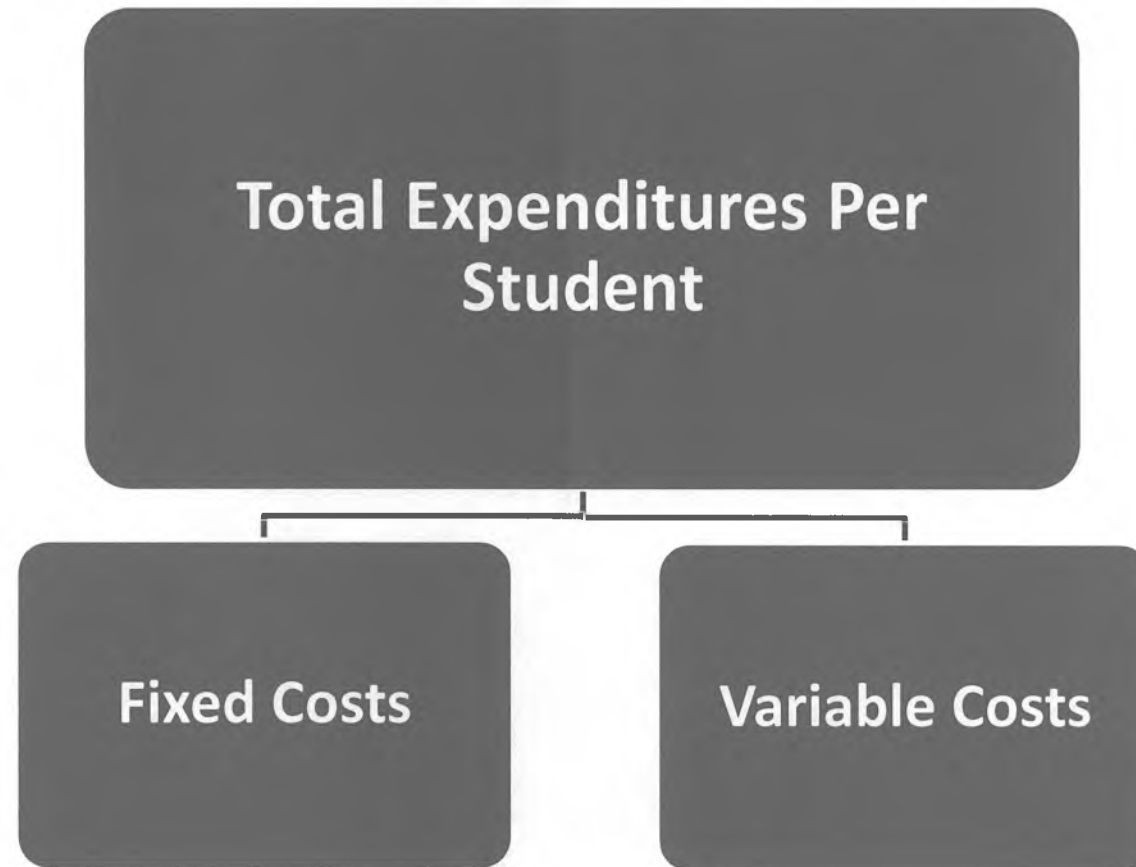 Total Expenditures Per
Student
Fixed Costs
Variable Costs